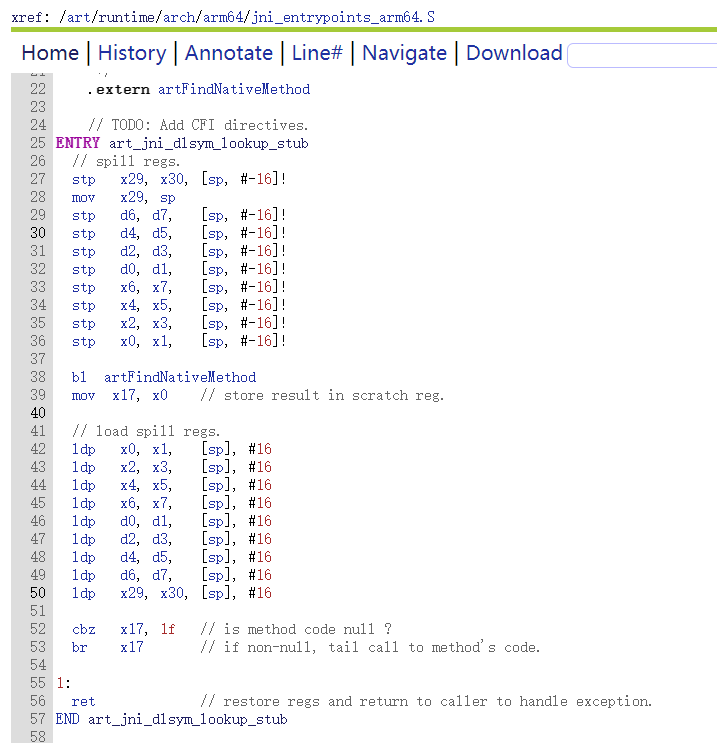 xref: /art/runtime/arch/arm64/jni_entrypoints_arm64.S
Home | History | Annotate | Line# | Navigate | Download
22 .extern artFindNativeMethod
23
24 // TODO: Add CFI directives.
25 ENTRY art_jni_dlsym_lookup_stub
26 // spill regs.
27 stp x29, x30, [sp, #-16]!
28 mov x29, sp
29 stp d6, d7, [sp, #-16]!
30 stp d4, d5, [sp, #-16]!
31 stp d2, d3, [sp, #-16]!
32 stp d0, d1, [sp, #-16]!
33 stp x6, x7, [sp, #-16]!
34 stp x4, x5, [sp, #-16]!
35 stp x2, x3, [sp, #-16]!
36 stp x0, x1, [sp, #-16]!
37
38 bl artFindNativeMethod
39 mov x17, x0 // store result in scratch reg.
40
41 // load spill regs.
42 ldp x0, x1, [sp], #16
43 ldp x2, x3, [sp], #16
44 ldp x4, x5, [sp], #16
45 ldp x6, x7, [sp], #16
46 ldp d0, d1, [sp], #16
47 ldp d2, d3, [sp], #16
48 ldp d4, d5, [sp], #16
49 ldp d6, d7, [sp], #16
50 ldp x29, x30, [sp], #16
51
52 cbz x17, 1f // is method code null ?
53 br x17 // if non-null, tail call to method's code.
54
55 1:
56 ret // restore regs and return to caller to handle exception.
57 END art_jni_dlsym_lookup_stub
58